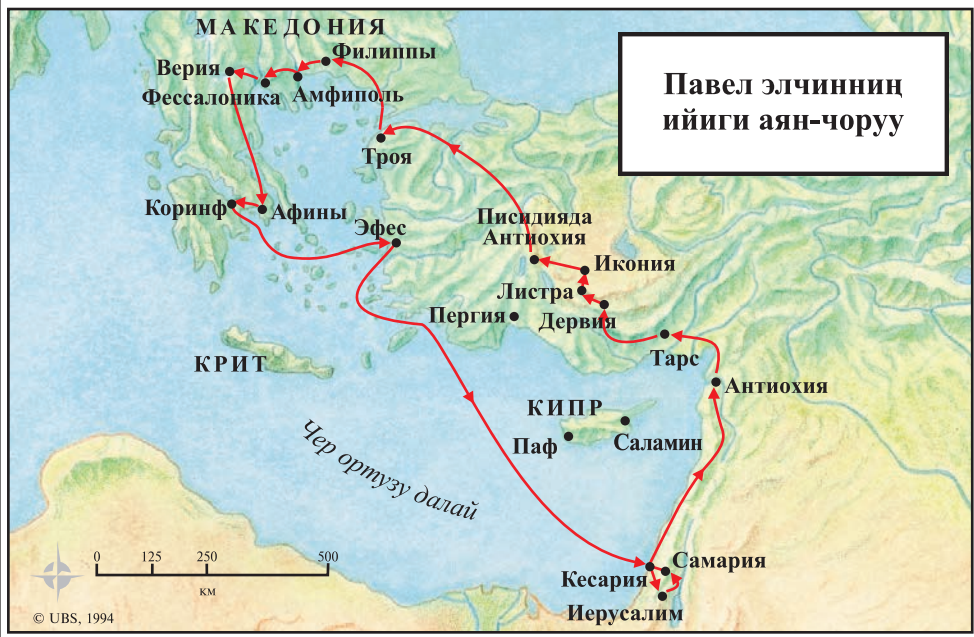 МАКЕДОНИЯ
Филиппы
Верия
Фессалоника
Амфиполь
Павел элчинниң
ийиги аян-чоруу
Троя
Коринф
Афины
Эфес
Писидияда
Антиохия
Икония
Листра
Пергия
Дервия
Тарс
КРИТ
Антиохия
КИПР
Паф
Саламин
Чер ортузу далай
0 125 250 500
км
Кесария
Самария
Иерусалим
© UBS, 1994